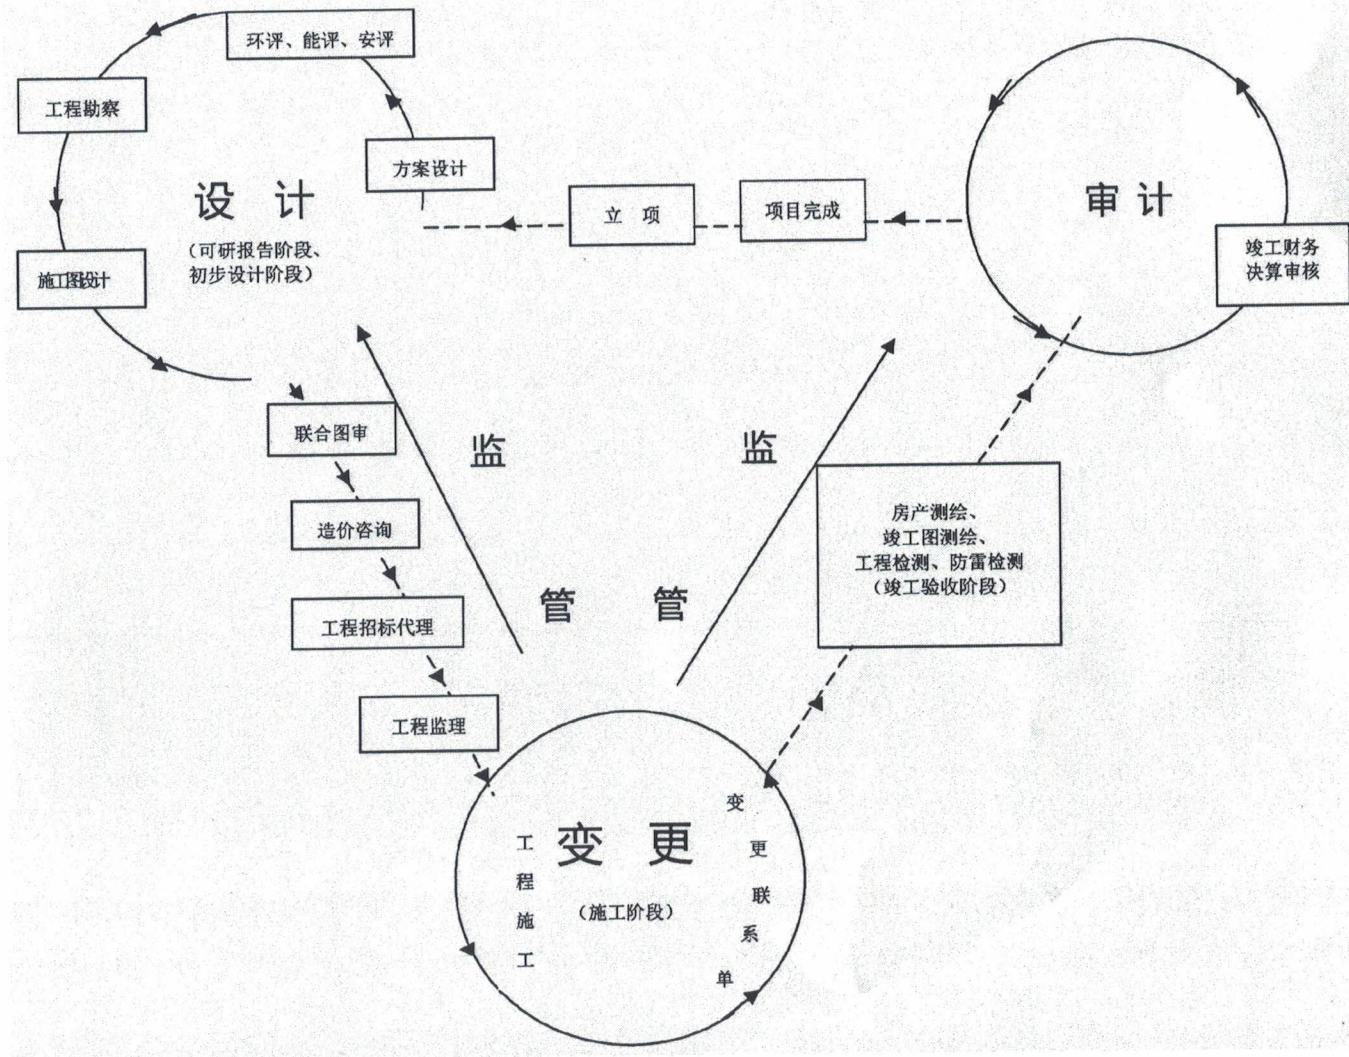 环评、能评、安评
工程勘察
方案设计
设 计
(可研报告阶段、
初步设计阶段)
施工图设计
立 项
项目完成
审 计
竣工财务
决算审核
联合图审
造价咨询
工程招标代理
工程监理
监
管
监
管
房产测绘、
竣工图测绘、
工程检测、防雷检测
(竣工验收阶段)
变 更
(施工阶段)
工程施工
变更联系单